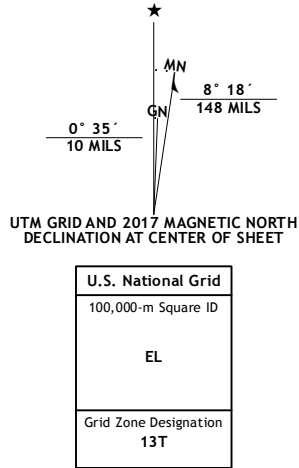 ★
MN
GN
8° 18´
148 MILS
0° 35´
10 MILS
UTM GRID AND 2017 MAGNETIC NORTH
DECLINATION AT CENTER OF SHEET
U.S. National Grid
100,000-m Square ID
EL
Grid Zone Designation
13T